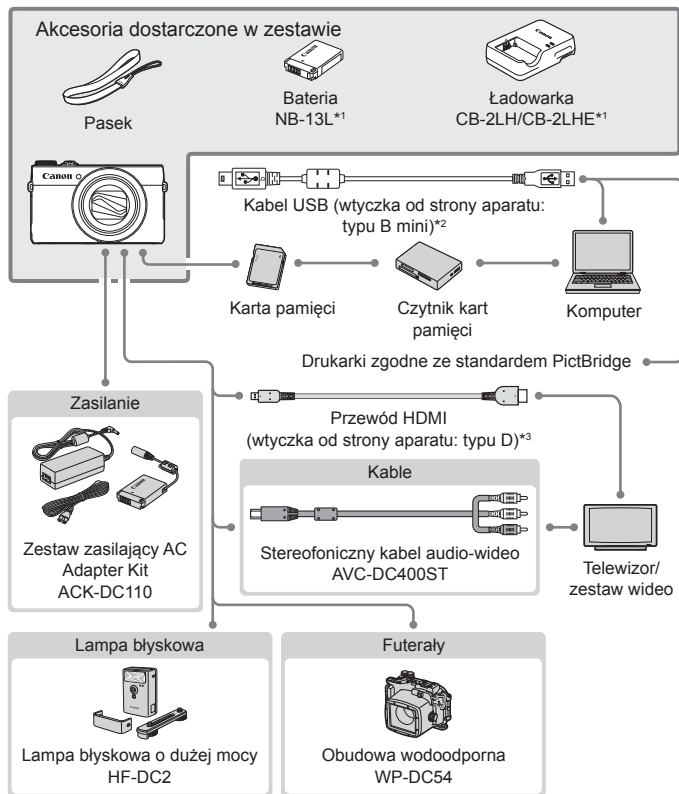 Akcesoria dostarczone w zestawie
Pasek
Bateria
NB-13L*1
Ładowarka
CB-2LH/CB-2LHE*1
Canon
Kabel USB (wtyczka od strony aparatu:
typu B mini)*2
Karta pamięci
Czytnik kart
pamięci
Komputer
Drukarki zgodne ze standardem PictBridge
Zasilanie
Przewód HDMI
(wtyczka od strony aparatu: typu D)*3
Kable
Zestaw zasilający AC
Adapter Kit
ACK-DC110
Stereofoniczny kabel audio-wideo
AVC-DC400ST
Telewizor/
zestaw wideo
Lampa błyskowa
Futerały
Lampa błyskowa o dużej mocy
HF-DC2
Obudowa wodoodporna
WP-DC54